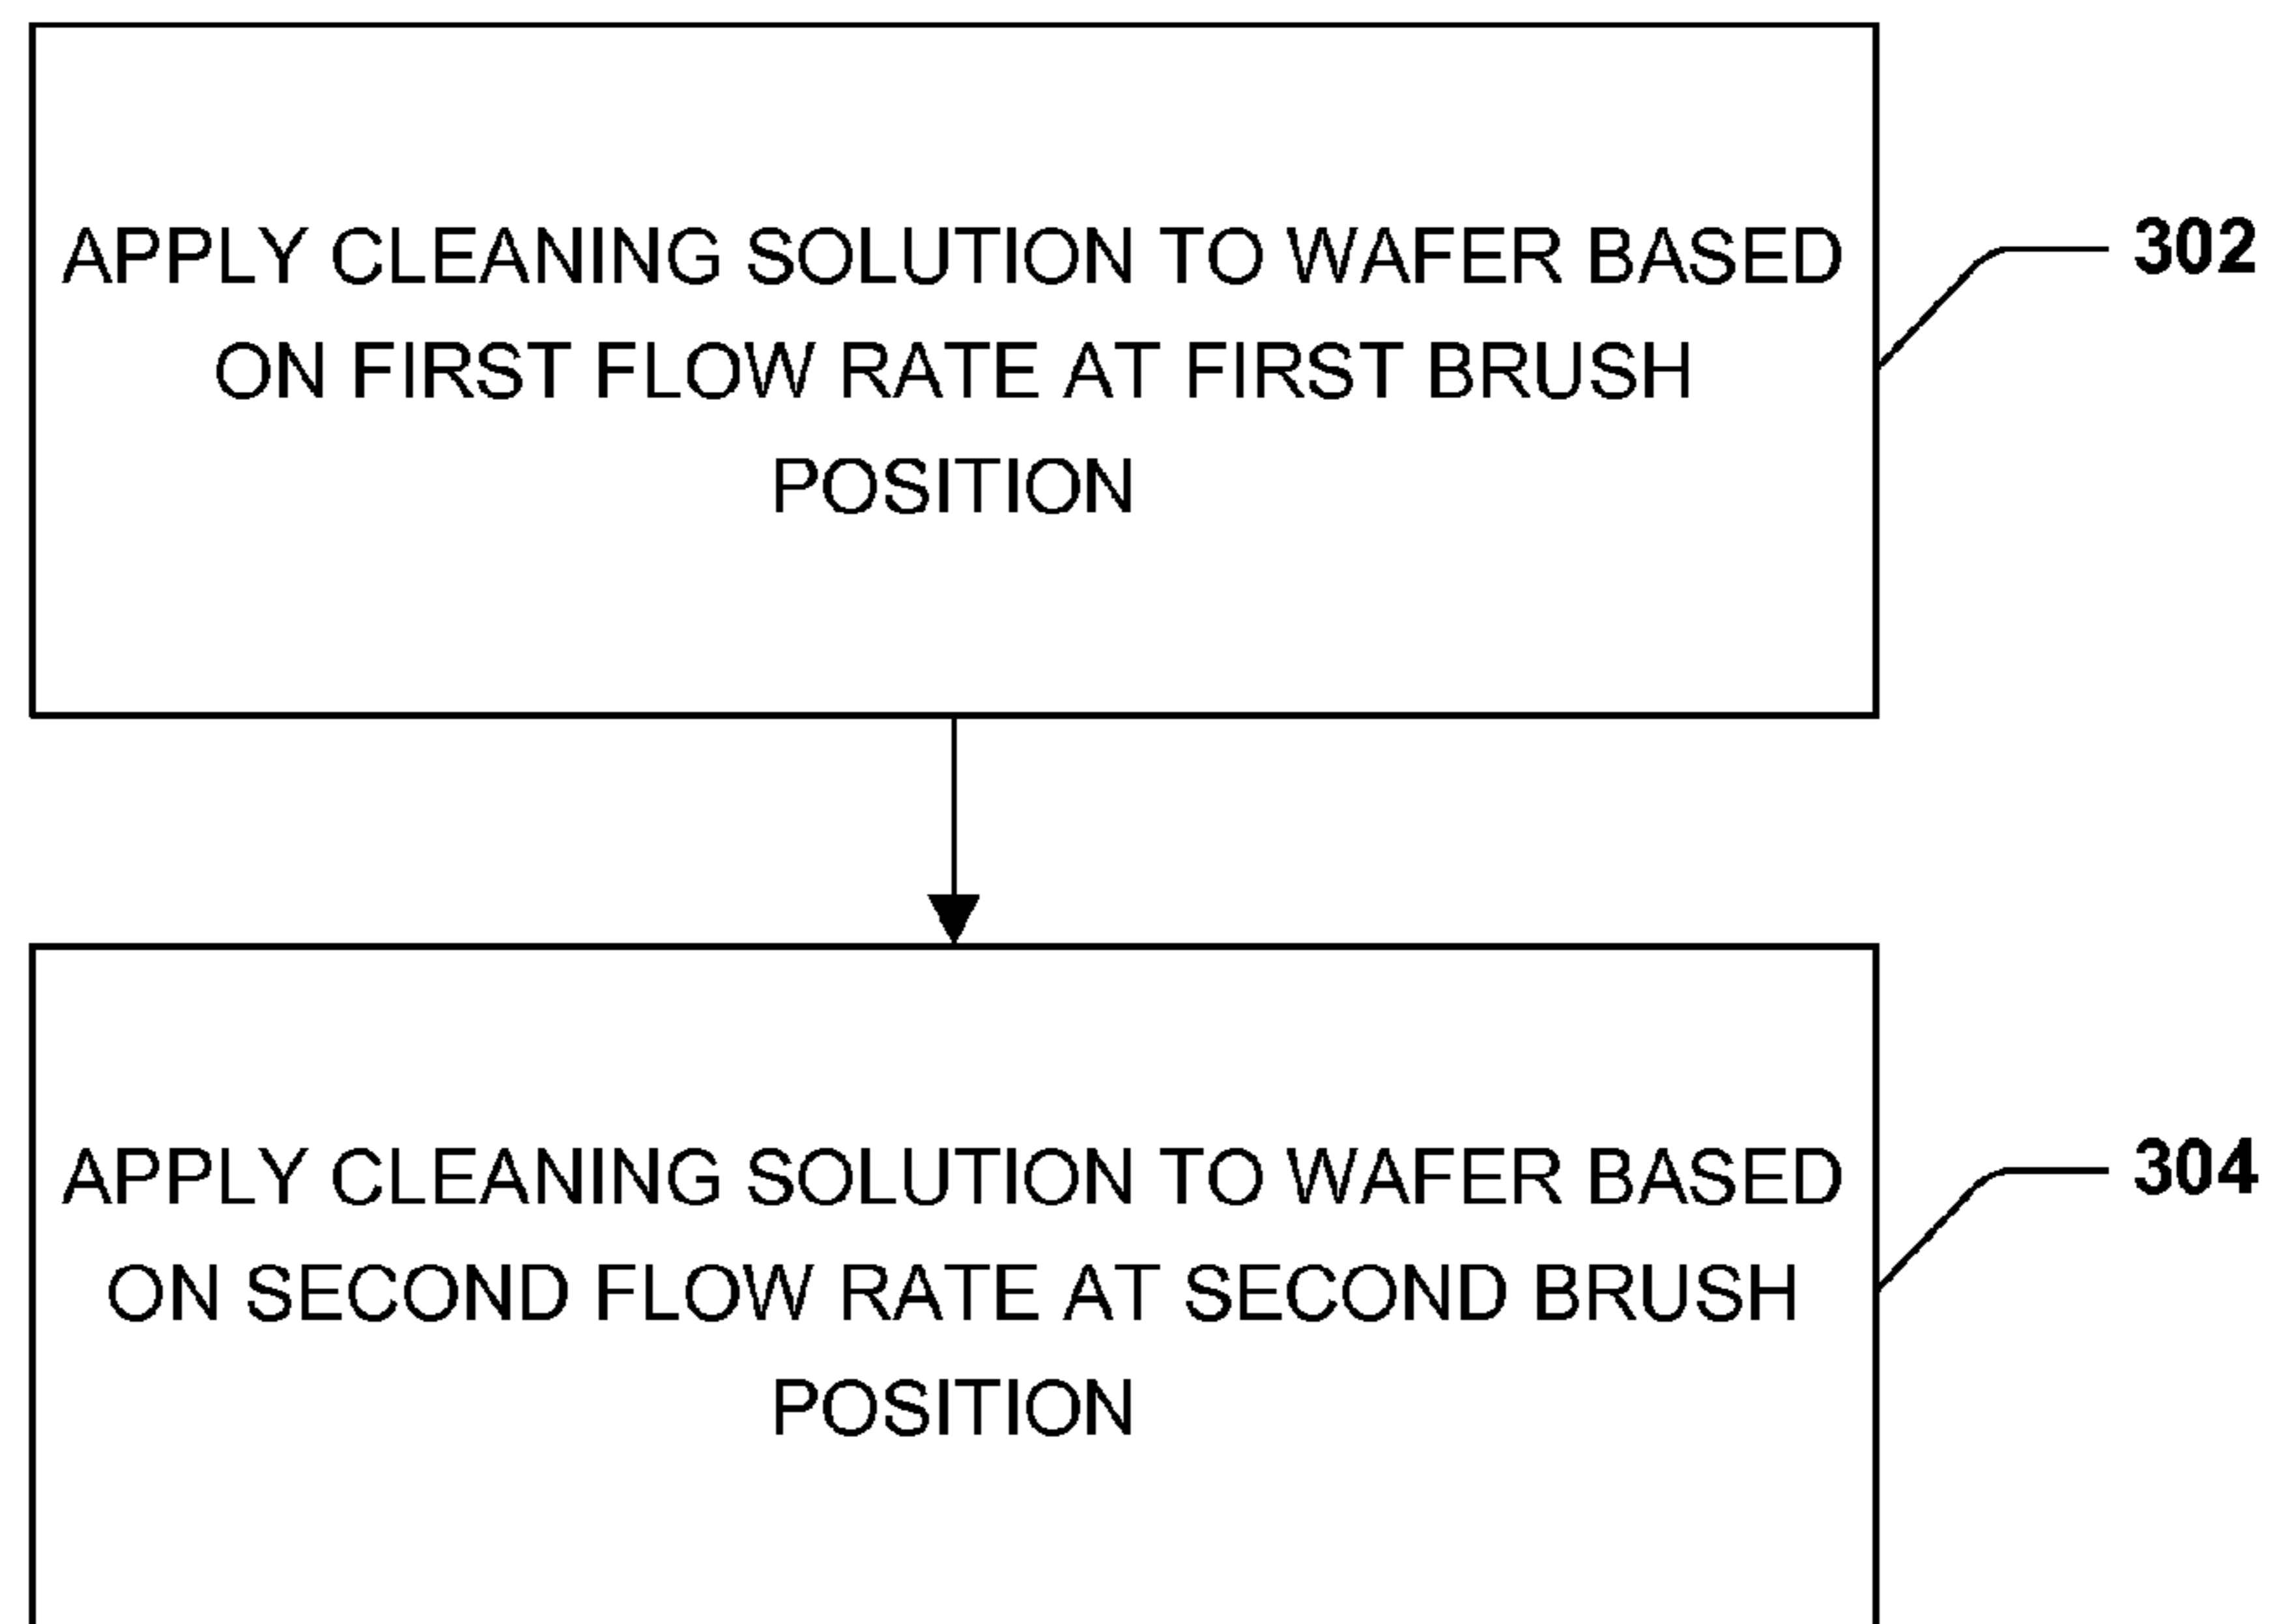 APPLY CLEANING SOLUTION TO WAFER BASED
ON FIRST FLOW RATE AT FIRST BRUSH
POSITION
302
APPLY CLEANING SOLUTION TO WAFER BASED
ON SECOND FLOW RATE AT SECOND BRUSH
POSITION
304